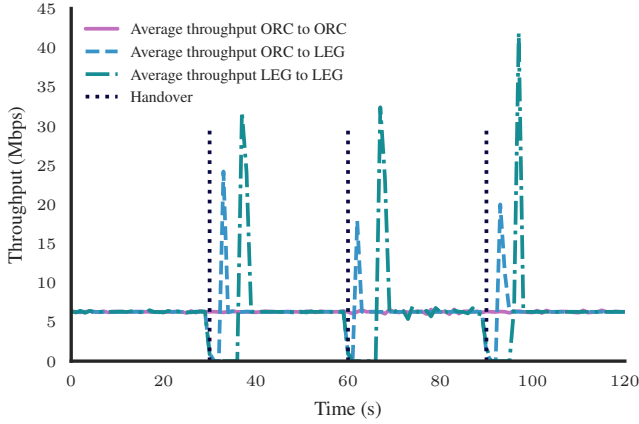 45
40
35
30
25
20
15
10
5
0
Throughput (Mbps)
Average throughput ORC to ORC
Average throughput ORC to LEG
Average throughput LEG to LEG
Handover
0 20 40 60 80 100 120
Time (s)